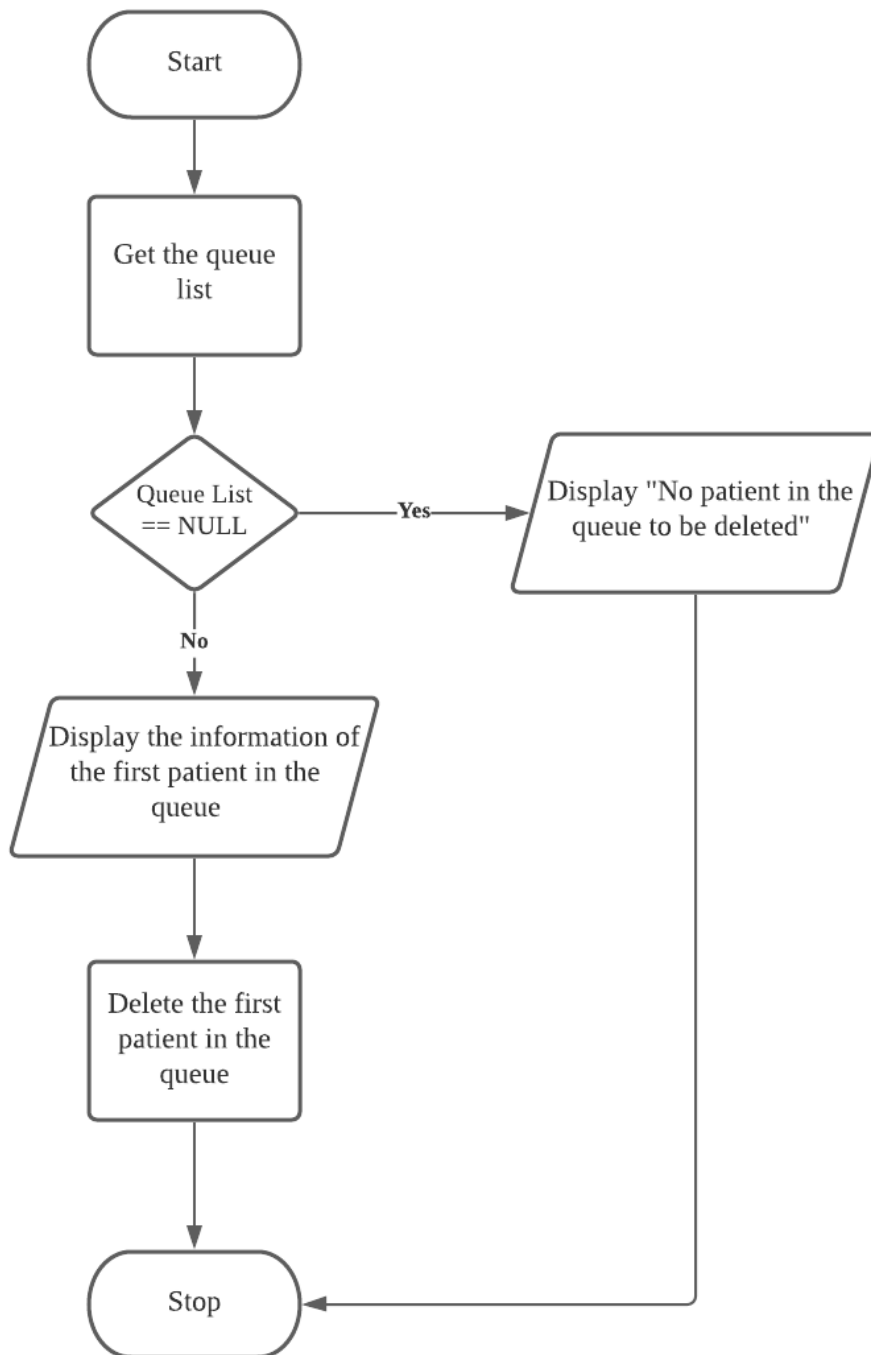 Start
Get the queue
list
Queue List
== NULL
Yes
Display "No patient in the
queue to be deleted"
No
Display the information of
the first patient in the
queue
Delete the first
patient in the
queue
Stop